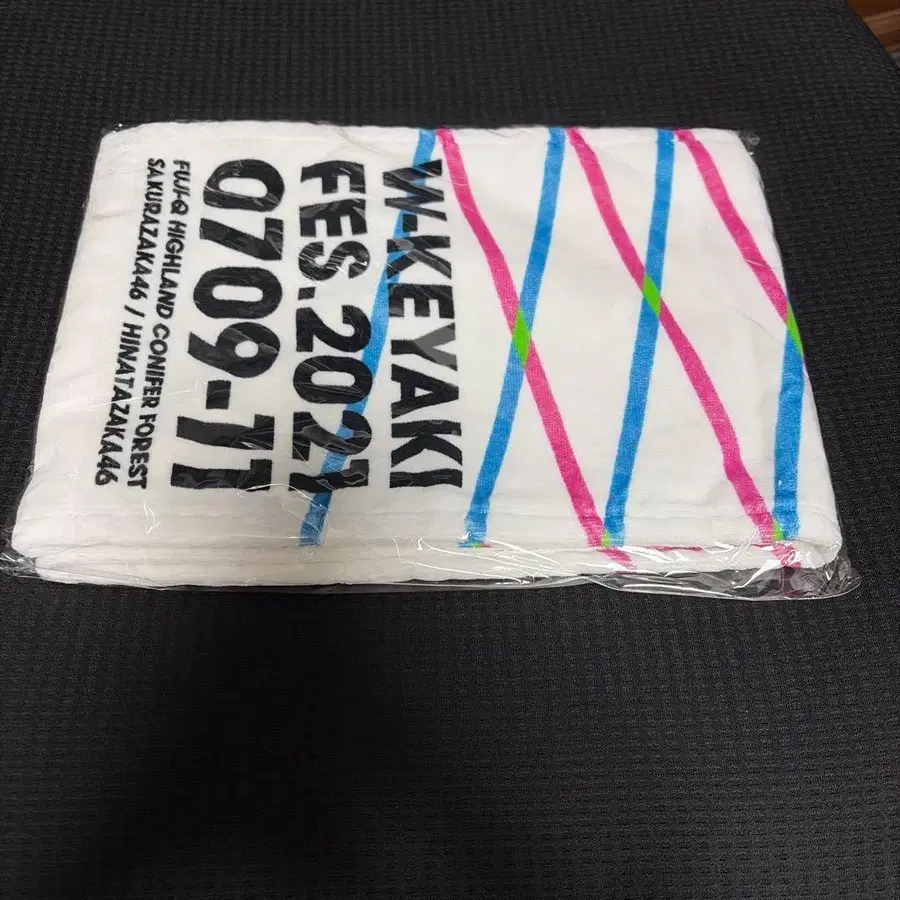 W-KEYAKI
FES.2021
0709-11
FUJI-Q HIGHLAND CONIFER FOREST
SAKURAZAKA46 / HINATAZAKA46